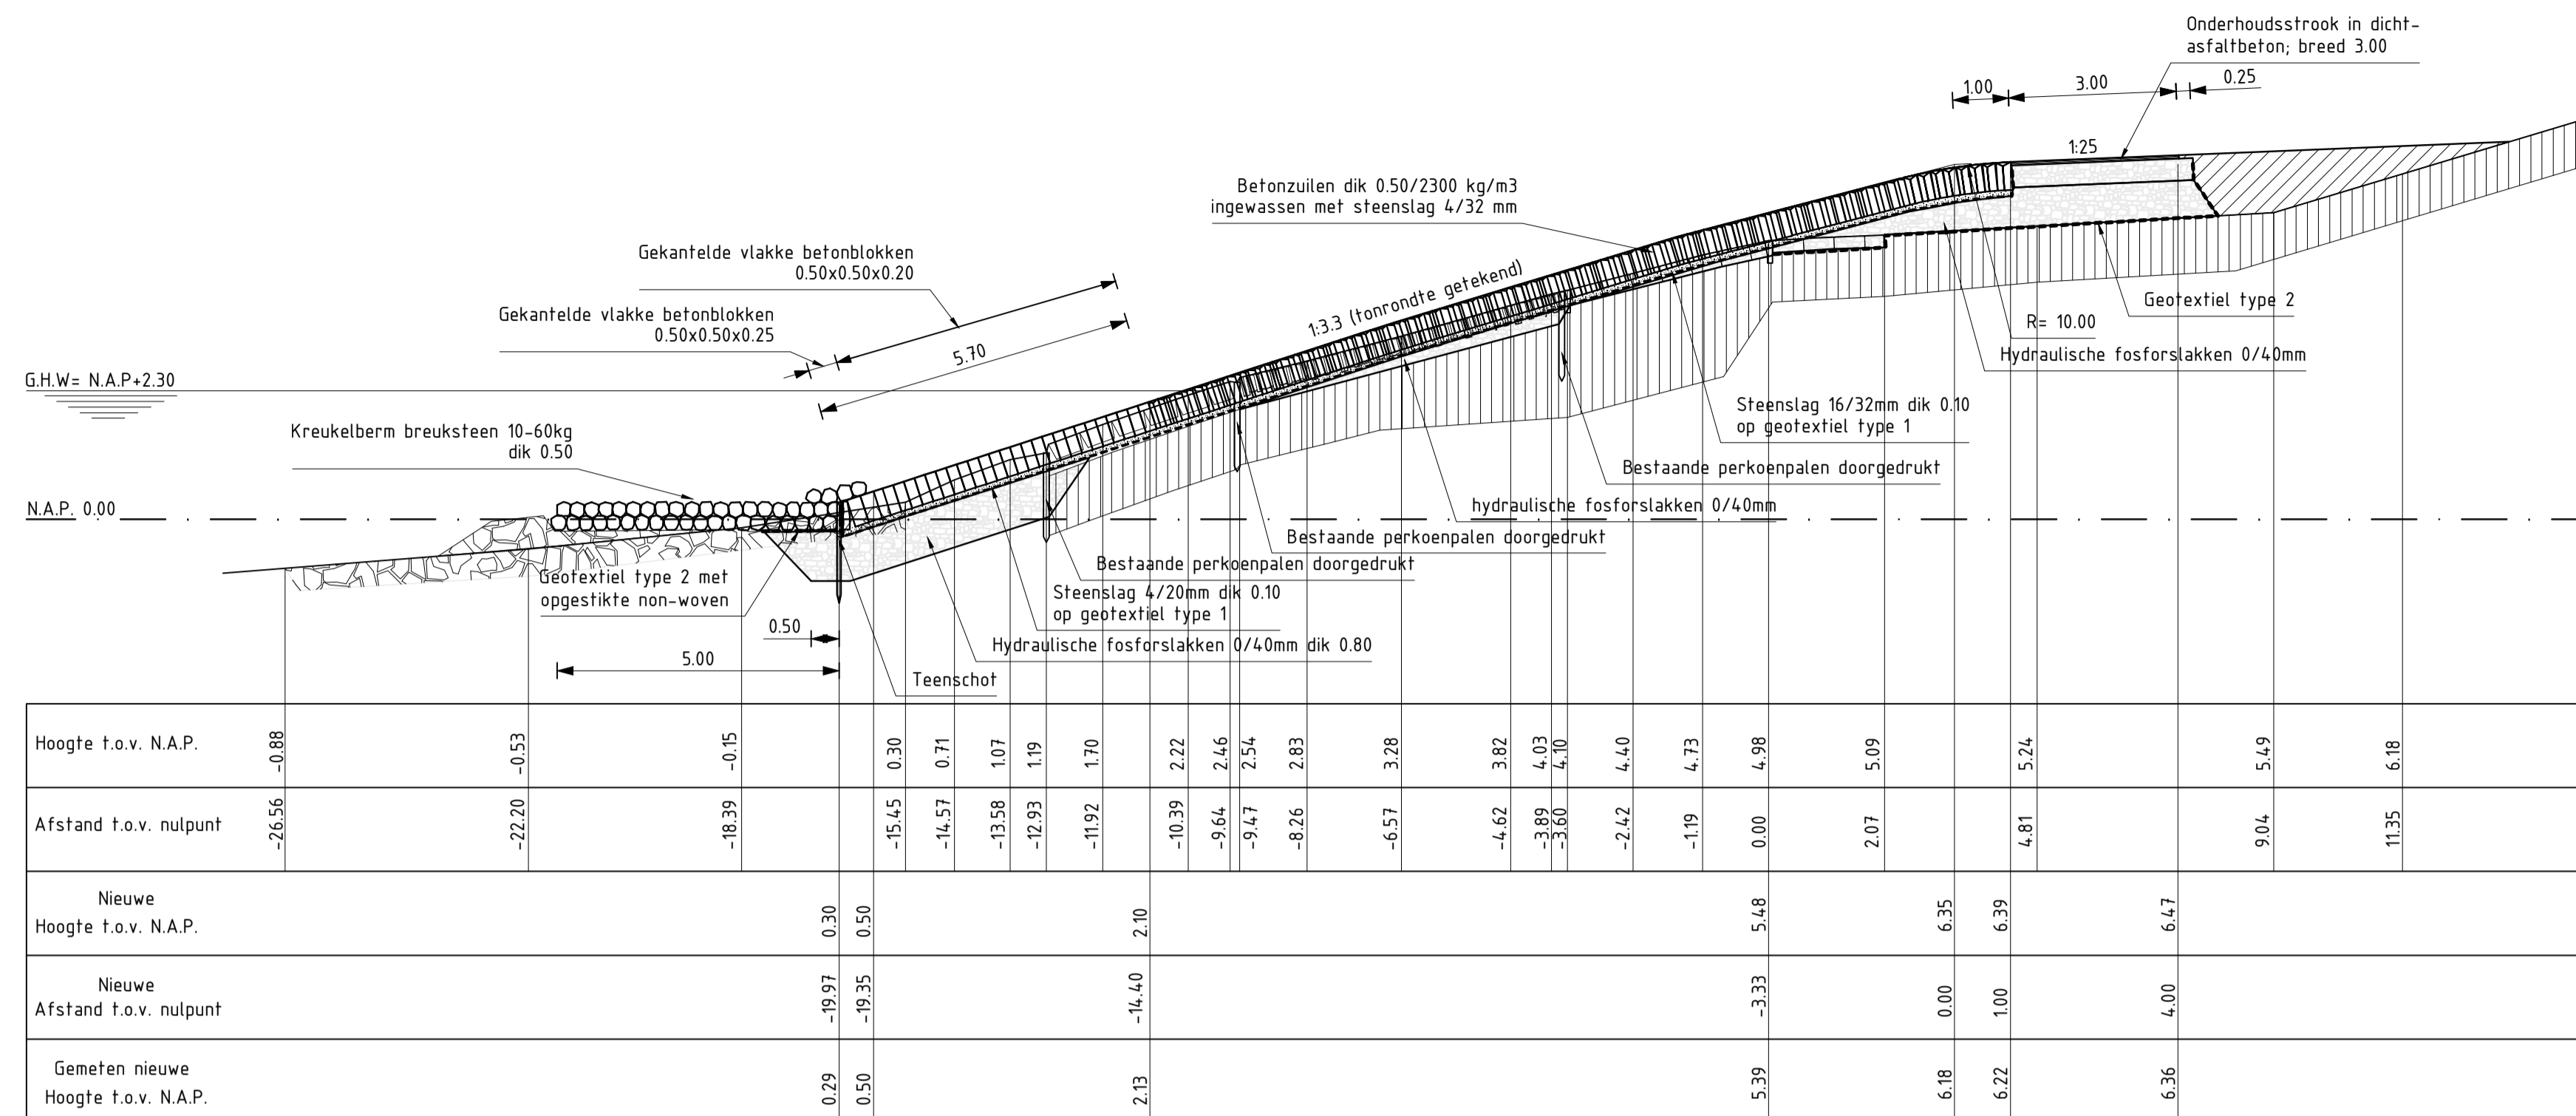 Onderhoudsstrook in dicht-
asfaltbeton; breed 3.00
1.00
3.00
0.25
1:25
Betonzuilen dik 0.50/2300 kg/m3
ingewassen met steenslag 4/32 mm
Gekantelde vlakke betonblokken
0.50x0.50x0.20
Gekantelde vlakke betonblokken
0.50x0.50x0.25
5.70
1:3.3 (tonrondte getekend)
Geotextiel type 2
R= 10.00
Hydraulische fosforslakken 0/40mm
G.H.W= N.A.P+2.30
Steenslag 16/32mm dik 0.10
op geotextiel type 1
Kreukelberm breuksteen 10-60kg
dik 0.50
Bestaande perkoenpalen doorgedrukt
hydraulische fosforslakken 0/40mm
N.A.P. 0.00
Bestaande perkoenpalen doorgedrukt
Bestaande perkoenpalen doorgedrukt
Geotextiel type 2 met
opgestikte non-woven
Steenslag 4/20mm dik 0.10
op geotextiel type 1
0.50
Hydraulische fosforslakken 0/40mm dik 0.80
5.00
Teenschot
Hoogte t.o.v. N.A.P. -0.88 -0.53 -0.15 0.30 0.71 1.07 1.19 1.70 2.22 2.46 2.54 2.83 3.28 3.82 4.03 4.10 4.40 4.73 4.98 5.09 5.24 5.49 6.18
Afstand t.o.v. nulpunt -26.56 -22.20 -18.39 -15.45 -14.57 -13.58 -12.93 -11.92 -10.39 -9.64 -9.47 -8.26 -6.57 -4.62 -3.89 -3.60 -2.42 -1.19 0.00 2.07 4.81 9.04 11.35
Nieuwe
Hoogte t.o.v. N.A.P. 0.30 0.50 2.10 5.48 6.35 6.39 6.47
Nieuwe
Afstand t.o.v. nulpunt -19.97 -19.35 -14.40 -3.33 0.00 1.00 4.00
Gemeten nieuwe
Hoogte t.o.v. N.A.P. 0.29 0.50 2.13 5.39 6.18 6.22 6.36